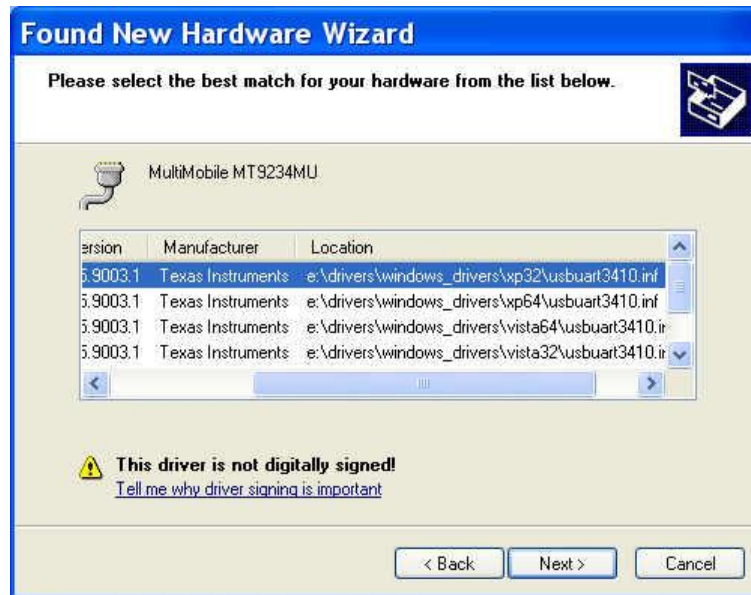 Found New Hardware Wizard
Please select the best match for your hardware from the list below.
MultiMobile MT9234MU
ersion Manufacturer Location
5.9003.1 Texas Instruments e:\drivers\windows_drivers\xp32\usbuart3410.inf
5.9003.1 Texas Instruments e:\drivers\windows_drivers\xp64\usbuart3410.inf
5.9003.1 Texas Instruments e:\drivers\windows_drivers\vista64\usbuart3410.ir
5.9003.1 Texas Instruments e:\drivers\windows_drivers\vista32\usbuart3410.ir
This driver is not digitally signed!
Tell me why driver signing is important
< Back Next > Cancel